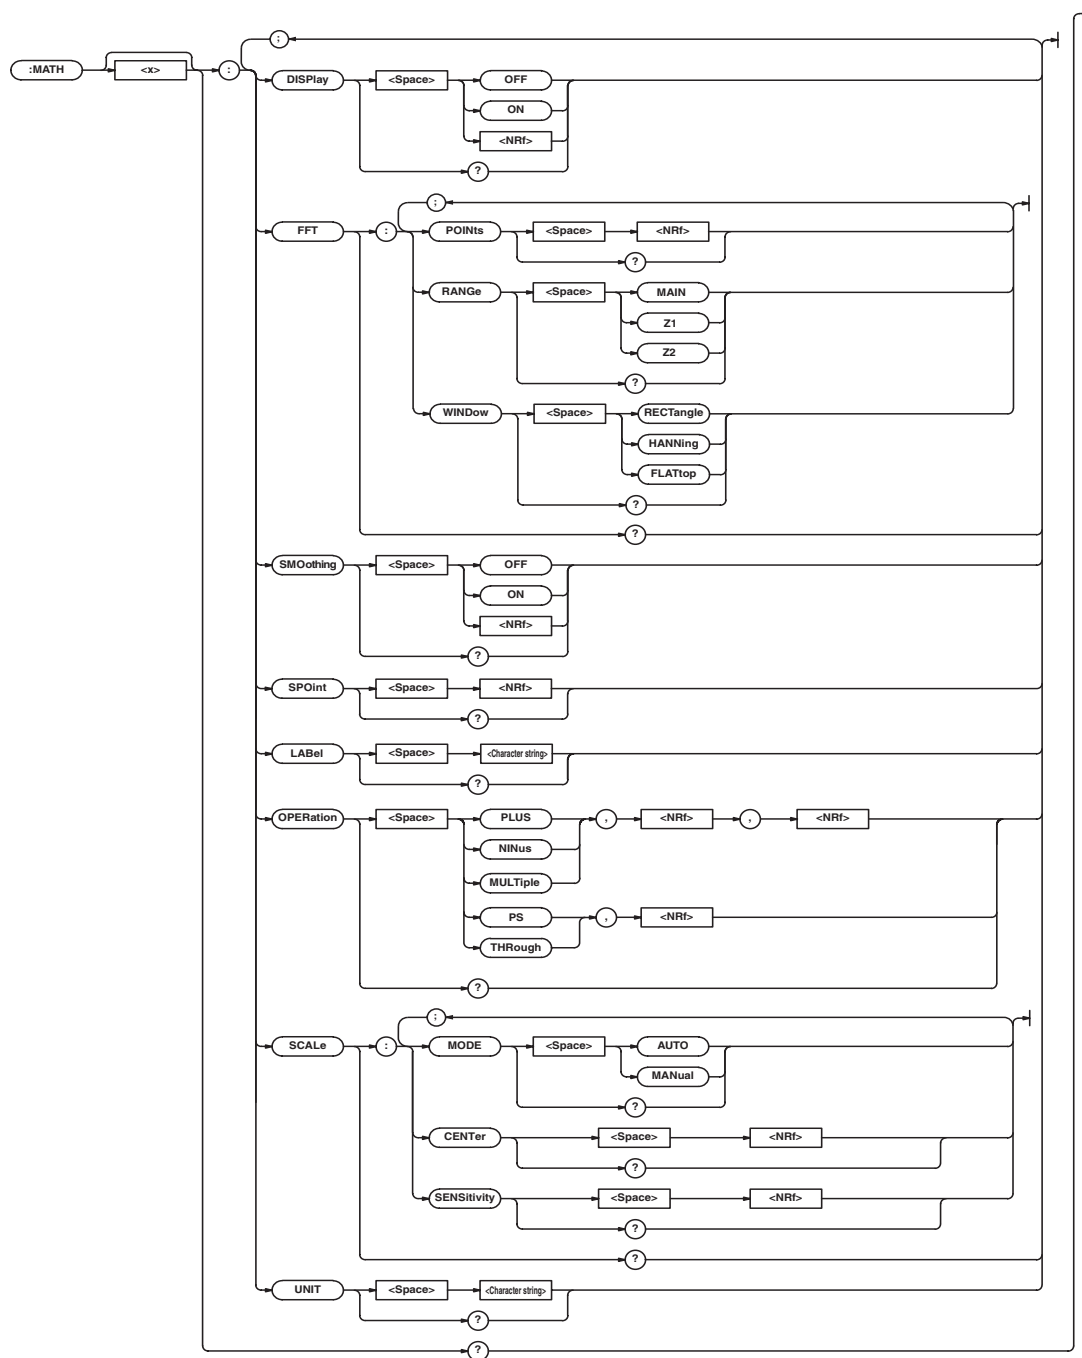 ;
:MATH <x> :
DISPlay <Space> OFF
ON
<NRf>
?
;
FFT : POINts <Space> <NRf>
?
RANGe <Space> MAIN
Z1
Z2
?
WINDow <Space> RECTangle
HANNing
FLATtop
?
?
SMOothing <Space> OFF
ON
<NRf>
?
SPOint <Space> <NRf>
?
LABel <Space> <Character string>
?
OPERation <Space> PLUS , <NRf> , <NRf>
NINus
MULTiple
PS , <NRf>
THRough
?
;
SCALe : MODE <Space> AUTO
MANual
?
CENTer <Space> <NRf>
?
SENSitivity <Space> <NRf>
?
?
UNIT <Space> <Character string>
?
?